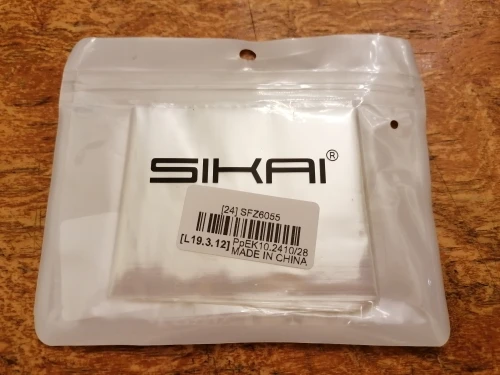 SIKAI®
[24] SFZ6055
[L19.3.12] PpEK10.2410/28
MADE IN CHINA